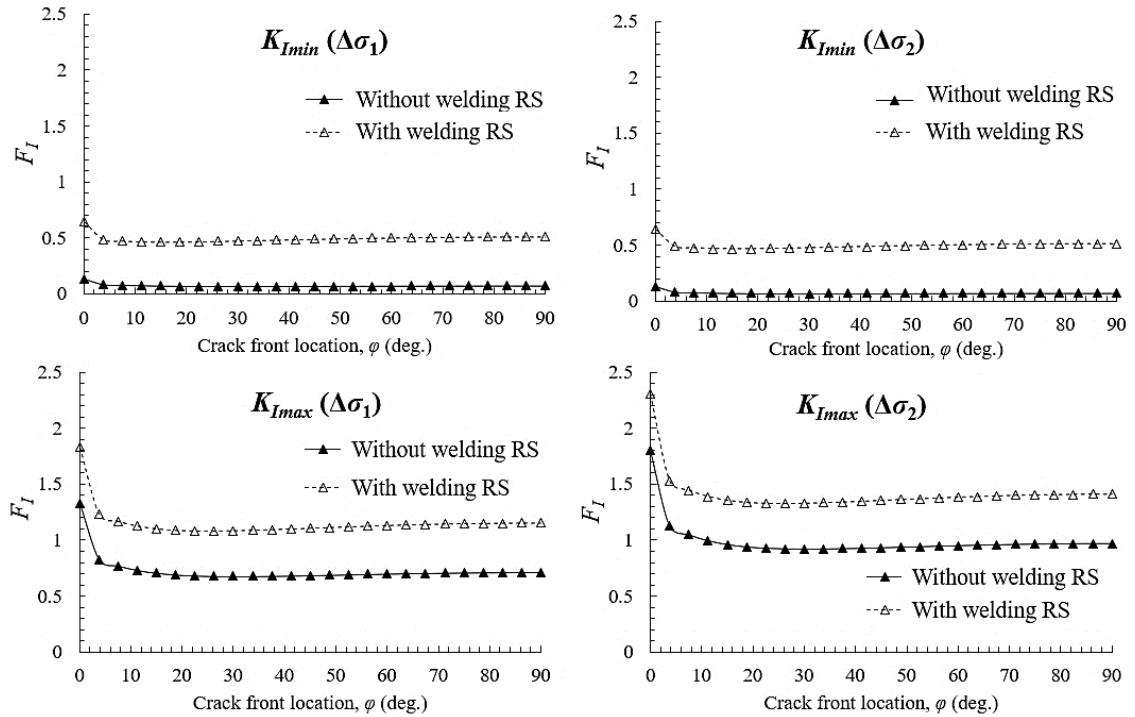 K_Imin (Δσ₁)
Without welding RS
With welding RS
F_I
2.5
2
1.5
1
0.5
0
0 10 20 30 40 50 60 70 80 90
Crack front location, φ (deg.)
K_Imin (Δσ₂)
Without welding RS
With welding RS
F_I
2.5
2
1.5
1
0.5
0
0 10 20 30 40 50 60 70 80 90
Crack front location, φ (deg.)
K_Imax (Δσ₁)
Without welding RS
With welding RS
F_I
2.5
2
1.5
1
0.5
0
0 10 20 30 40 50 60 70 80 90
Crack front location, φ (deg.)
K_Imax (Δσ₂)
Without welding RS
With welding RS
F_I
2.5
2
1.5
1
0.5
0
0 10 20 30 40 50 60 70 80 90
Crack front location, φ (deg.)